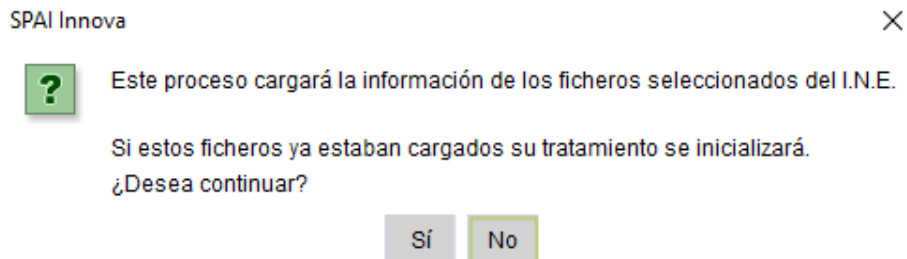 SPAI Innova
Este proceso cargará la información de los ficheros seleccionados del I.N.E.
Si estos ficheros ya estaban cargados su tratamiento se inicializará.
¿Desea continuar?
Sí No